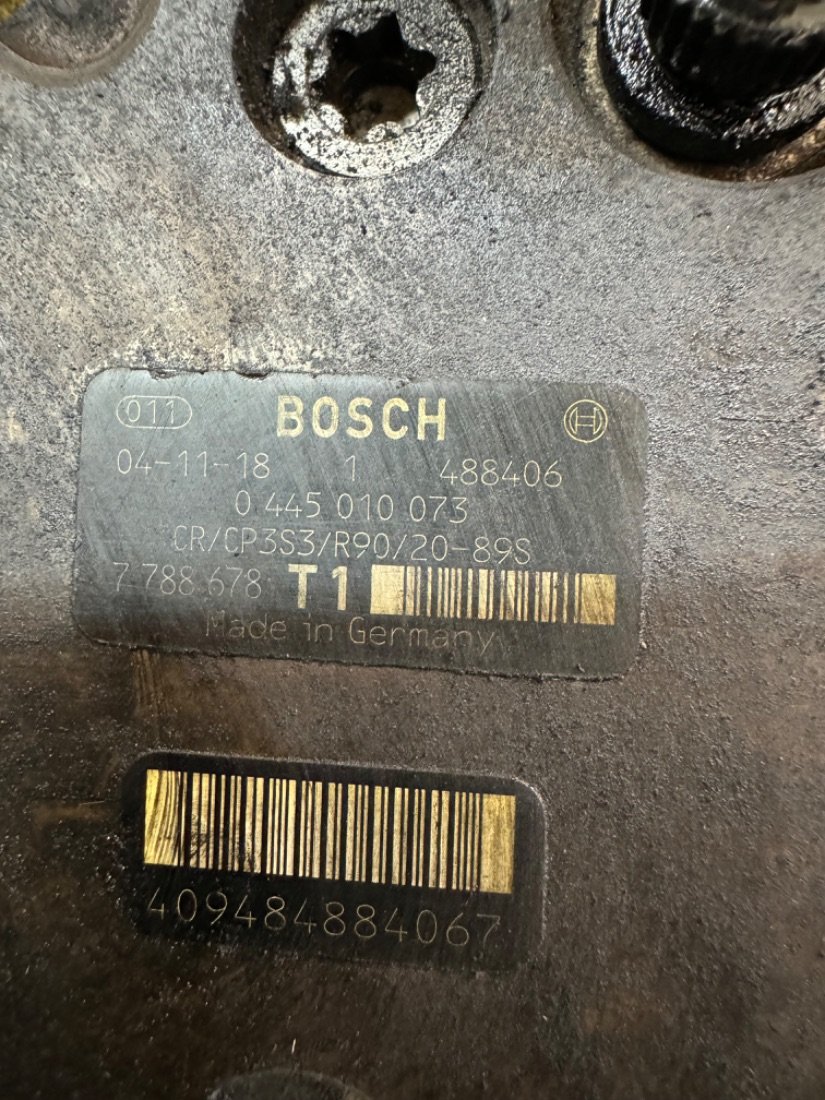 011 BOSCH H
04-11-18 1 488406
0 445 010 073
CR/CP3S3/R90/20-89S
7 788 678 T1
Made in Germany
409484884067